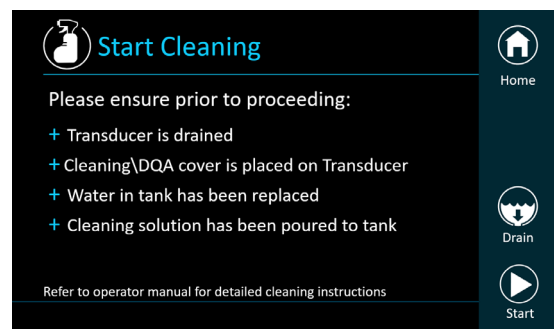 Start Cleaning
Home
Please ensure prior to proceeding:
+ Transducer is drained
+ Cleaning\DQA cover is placed on Transducer
+ Water in tank has been replaced
+ Cleaning solution has been poured to tank
Drain
Refer to operator manual for detailed cleaning instructions
Start